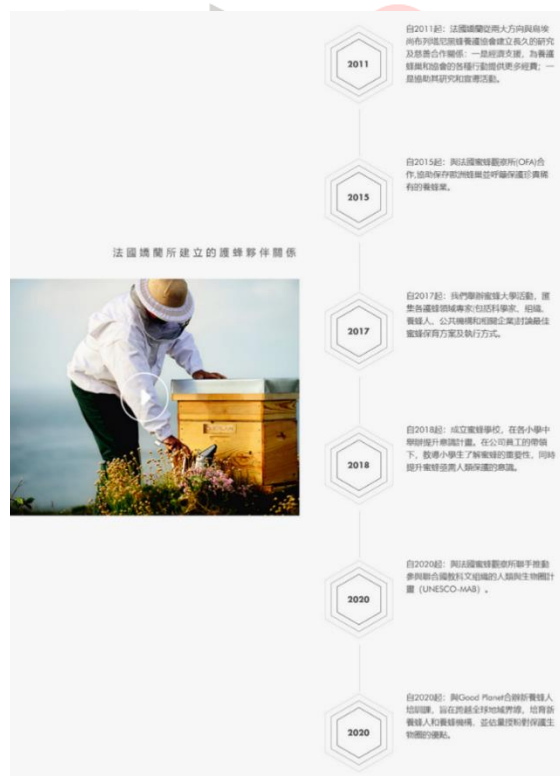 法國嬌蘭所建立的護蜂夥伴關係
2011
自2011起：法國嬌蘭從兩大方向與烏埃
尚布列塔尼黑蜂養護協會建立長久的研究
及慈善合作關係：一是經濟支援，為養護
蜂巢和協會的各種行動提供更多經費；一
是協助其研究和宣導活動。
2015
自2015起：與法國蜜蜂觀察所(OFA)合
作,協助保存歐洲蜂巢並呼籲保護珍貴稀
有的養蜂業。
2017
自2017起：我們舉辦蜜蜂大學活動，匯
集各護蜂領域專家(包括科學家、組織、
養蜂人、公共機構和相關企業)討論最佳
蜜蜂保育方案及執行方式。
2018
自2018起：成立蜜蜂學校，在各小學中
舉辦提升意識計畫。在公司員工的帶領
下，教導小學生了解蜜蜂的重要性，同時
提升蜜蜂亟需人類保護的意識。
2020
自2020起：與法國蜜蜂觀察所聯手推動
參與聯合國教科文組織的人類與生物圈計
畫（UNESCO-MAB）。
2020
自2020起：與Good Planet合辦新養蜂人
培訓課，旨在跨越全球地域界線，培育新
養蜂人和養蜂機構，並估量授粉對保護生
物圈的優點。